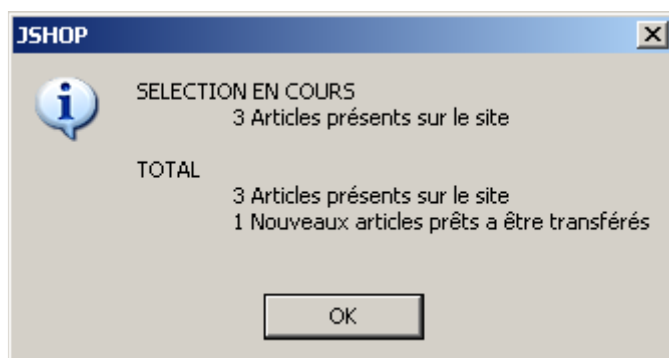 JSHOP
SELECTION EN COURS
3 Articles présents sur le site
TOTAL
3 Articles présents sur le site
1 Nouveaux articles prêts a être transférés
OK